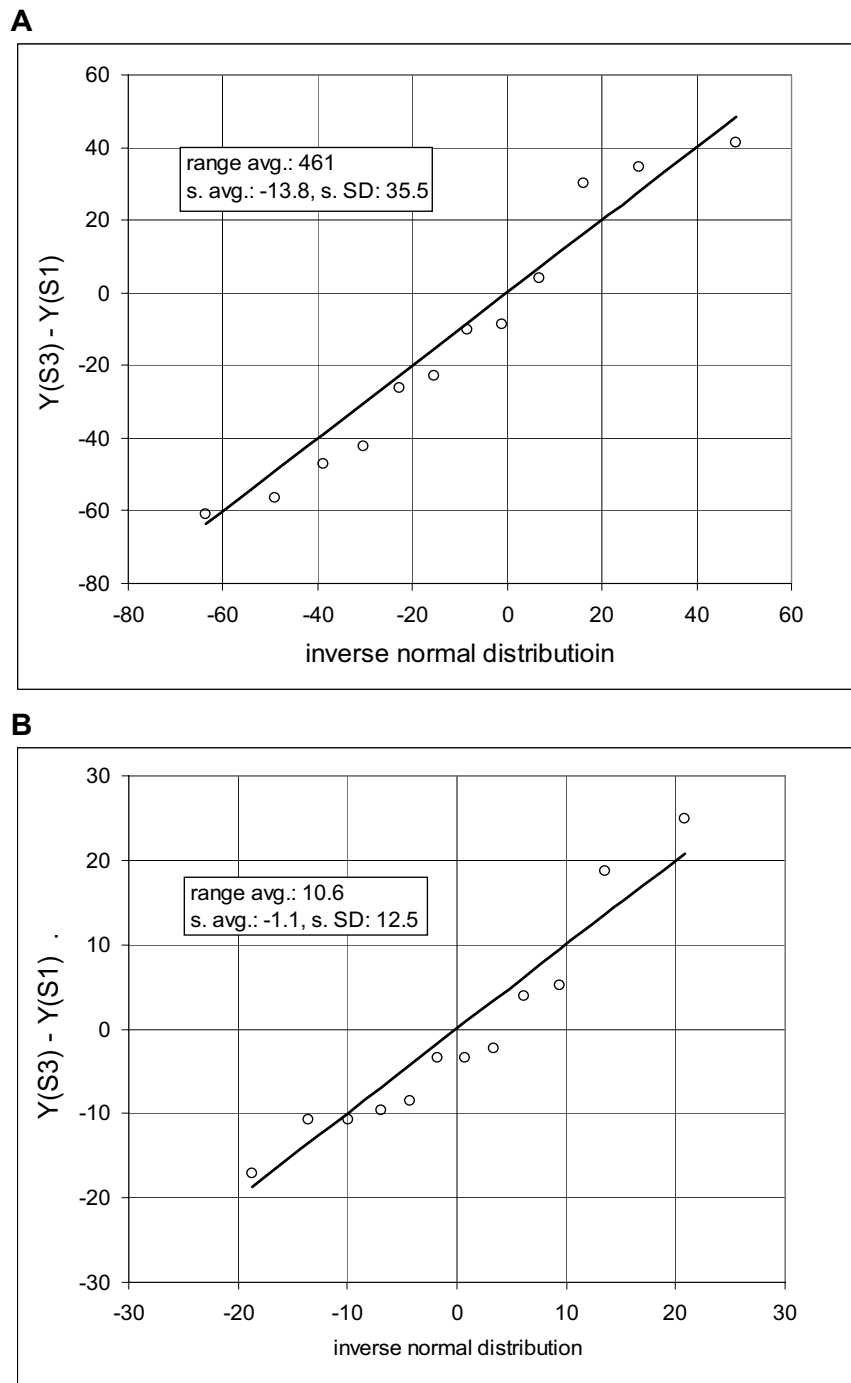 A
60
40
20
0
-20
-40
-60
-80
Y(S3) - Y(S1)
range avg.: 461
s. avg.: -13.8, s. SD: 35.5
-80 -60 -40 -20 0 20 40 60
inverse normal distributioin
B
30
20
10
0
-10
-20
-30
Y(S3) - Y(S1) .
range avg.: 10.6
s. avg.: -1.1, s. SD: 12.5
-30 -20 -10 0 10 20 30
inverse normal distribution